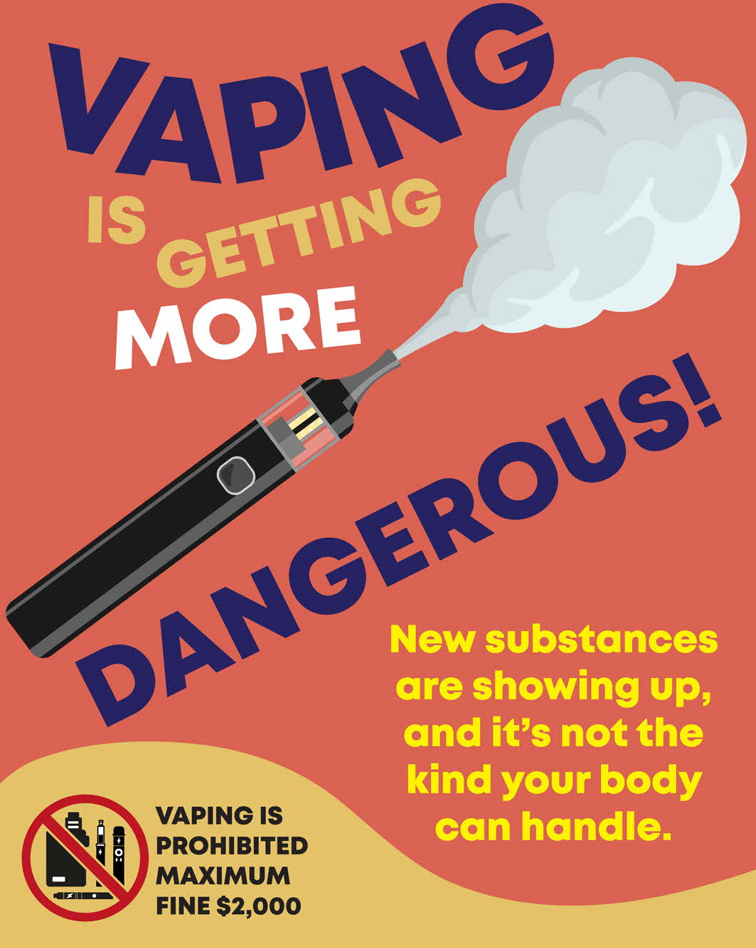 VAPING
IS GETTING
MORE
DANGEROUS!
New substances
are showing up,
and it's not the
kind your body
can handle.
VAPING IS
PROHIBITED
MAXIMUM
FINE $2,000